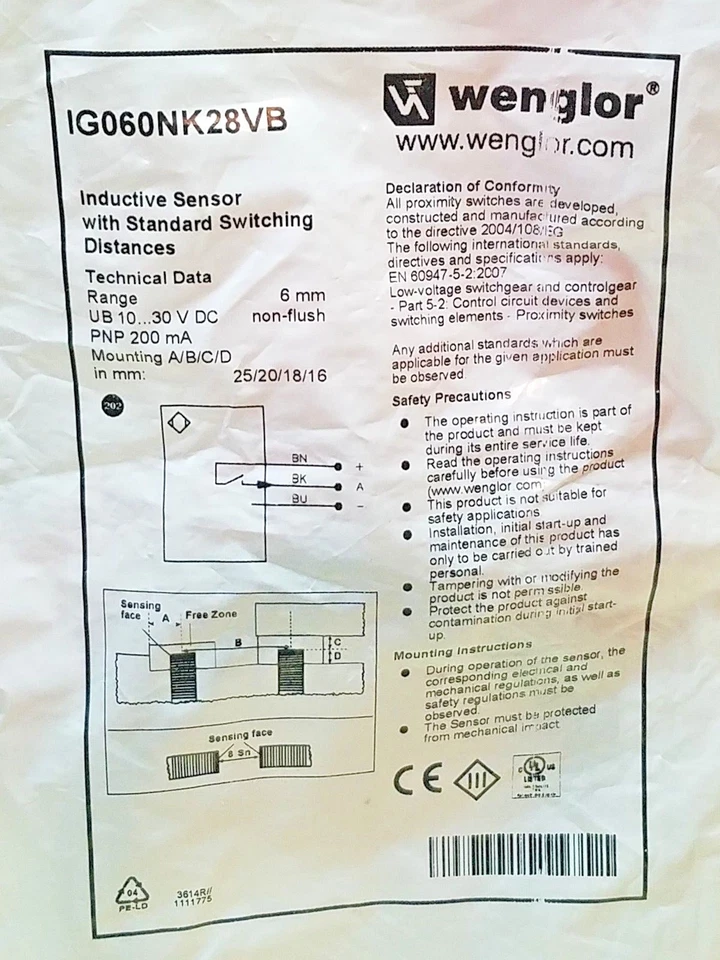 IG060NK28VB
wenglor®
www.wenglor.com
Inductive Sensor
with Standard Switching
Distances
Technical Data
Range 6 mm
UB 10...30 V DC non-flush
PNP 200 mA
Mounting A/B/C/D
in mm: 25/20/18/16
202
BN +
BK A
BU −
Sensing
face
A
Free Zone
B
C
D
Sensing face
6 Sn
04
PE-LD
3614R//
1111775
Declaration of Conformity
All proximity switches are developed,
constructed and manufactured according
to the directive 2004/108/EG
The following international standards,
directives and specifications apply:
EN 60947-5-2:2007
Low-voltage switchgear and controlgear
- Part 5-2: Control circuit devices and
switching elements - Proximity switches
Any additional standards which are
applicable for the given application must
be observed
Safety Precautions
● The operating instruction is part of
the product and must be kept
during its entire service life.
● Read the operating instructions
carefully before using the product
(www.wenglor com
● This product is not suitable for
safety applications
● Installation, initial start-up and
maintenance of this product has
only to be carried out by trained
personal.
● Tampering with or modifying the
product is not permissible
● Protect the product against
contamination during initial start-
up.
Mounting Instructions
● During operation of the sensor, the
corresponding electrical and
mechanical regulations, as well as
safety regulations must be
observed
● The Sensor must be protected
from mechanical impact
CE
III
C UL US
LISTED